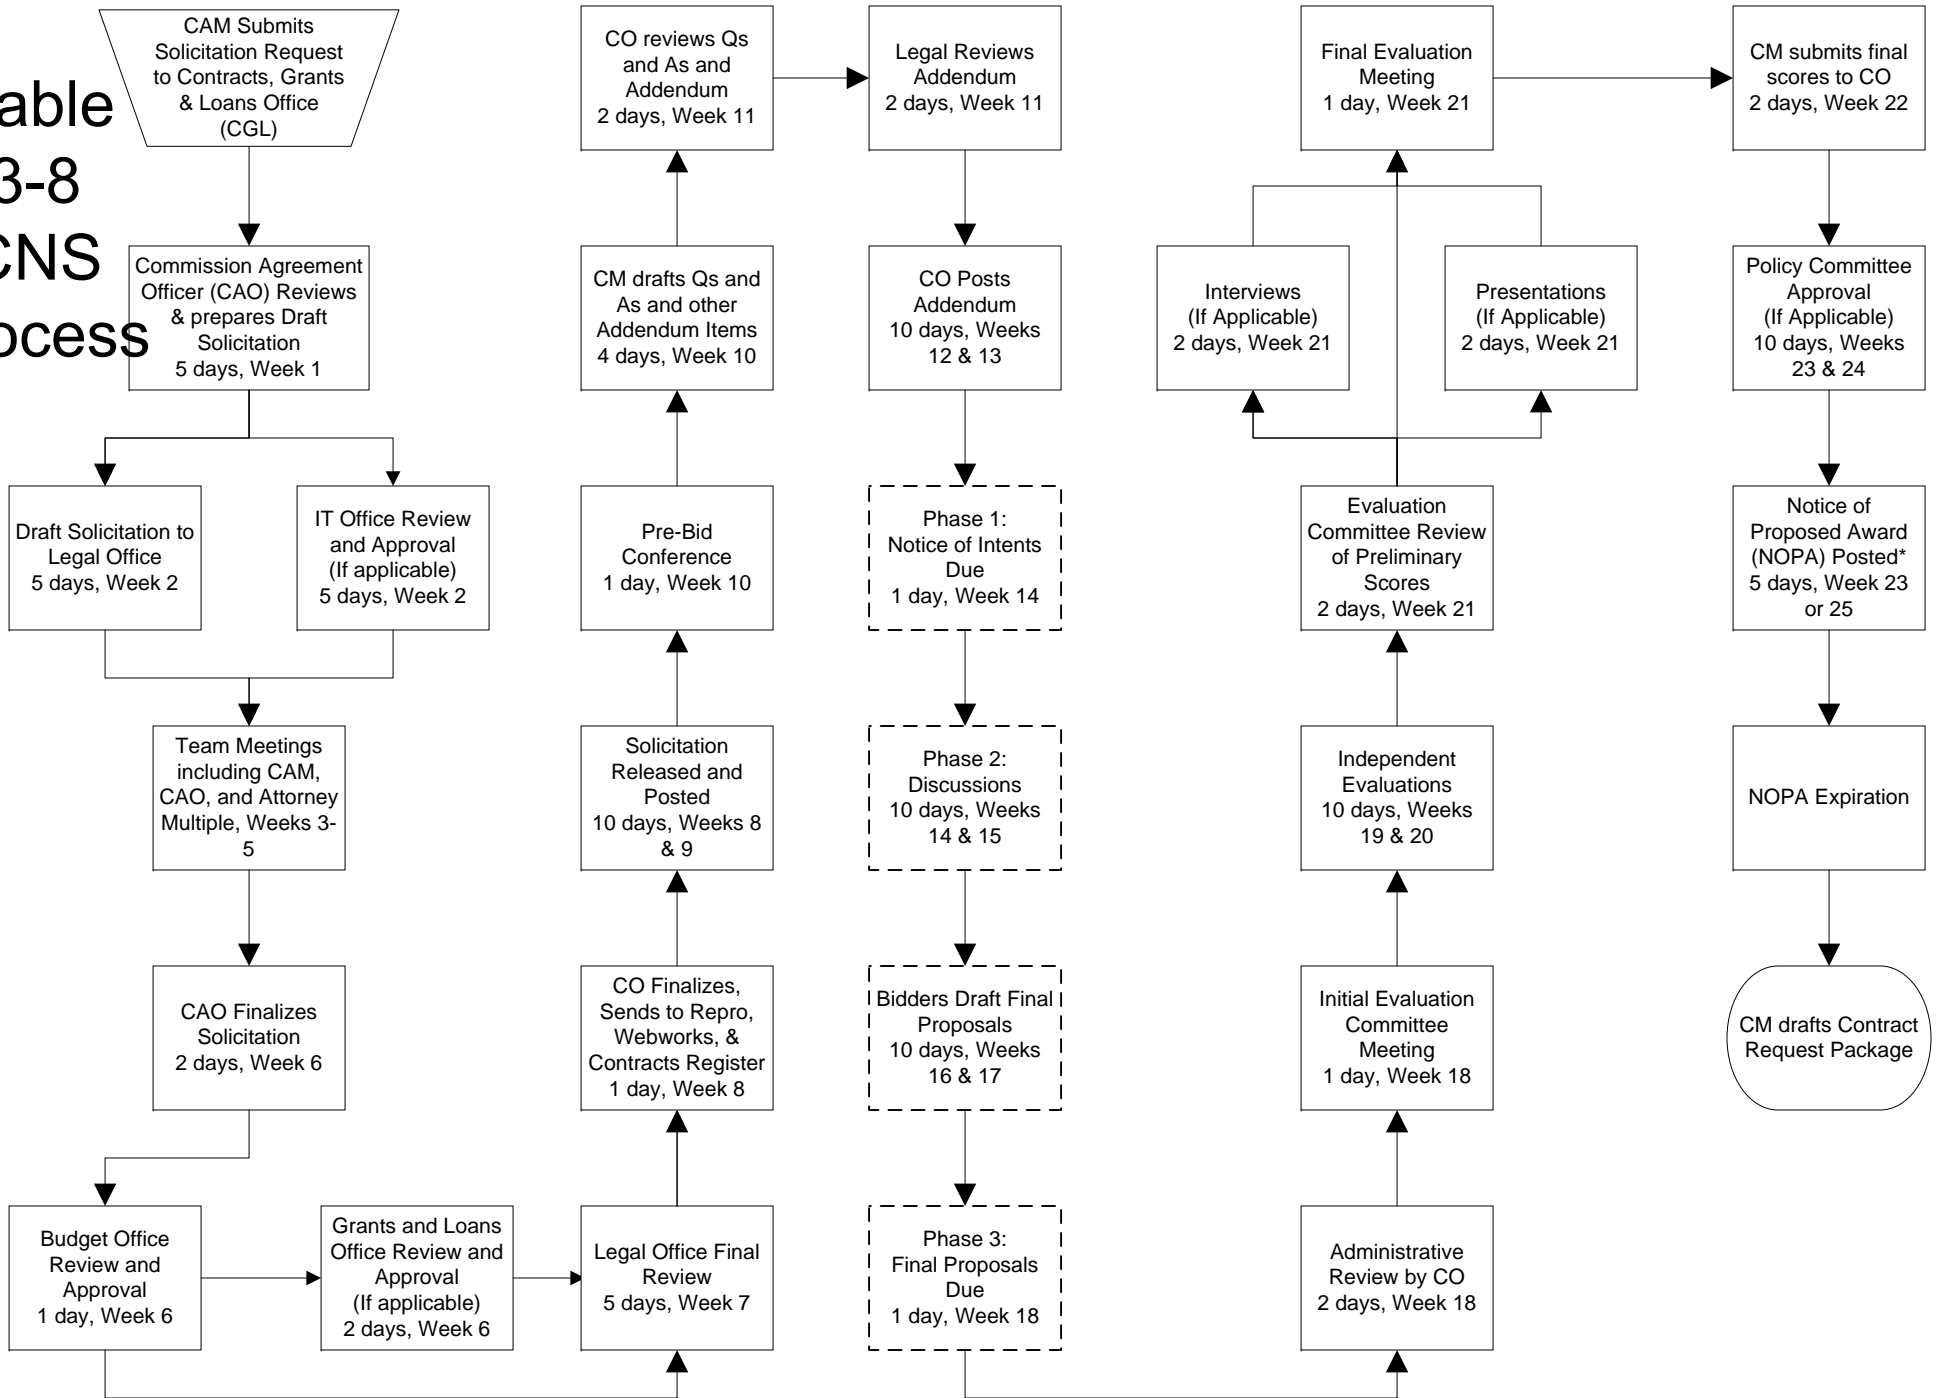 able
3-8
CNS
ocess
CAM Submits
Solicitation Request
to Contracts, Grants
& Loans Office
(CGL)
Commission Agreement
Officer (CAO) Reviews
& prepares Draft
Solicitation
5 days, Week 1
Draft Solicitation to
Legal Office
5 days, Week 2
IT Office Review
and Approval
(If applicable)
5 days, Week 2
Team Meetings
including CAM,
CAO, and Attorney
Multiple, Weeks 3-
5
CAO Finalizes
Solicitation
2 days, Week 6
Budget Office
Review and
Approval
1 day, Week 6
Grants and Loans
Office Review and
Approval
(If applicable)
2 days, Week 6
Legal Office Final
Review
5 days, Week 7
CO Finalizes,
Sends to Repro,
Webworks, &
Contracts Register
1 day, Week 8
Solicitation
Released and
Posted
10 days, Weeks 8
& 9
Pre-Bid
Conference
1 day, Week 10
CM drafts Qs and
As and other
Addendum Items
4 days, Week 10
CO reviews Qs
and As and
Addendum
2 days, Week 11
Legal Reviews
Addendum
2 days, Week 11
CO Posts
Addendum
10 days, Weeks
12 & 13
Phase 1:
Notice of Intents
Due
1 day, Week 14
Phase 2:
Discussions
10 days, Weeks
14 & 15
Bidders Draft Final
Proposals
10 days, Weeks
16 & 17
Phase 3:
Final Proposals
Due
1 day, Week 18
Administrative
Review by CO
2 days, Week 18
Initial Evaluation
Committee
Meeting
1 day, Week 18
Independent
Evaluations
10 days, Weeks
19 & 20
Evaluation
Committee Review
of Preliminary
Scores
2 days, Week 21
Interviews
(If Applicable)
2 days, Week 21
Presentations
(If Applicable)
2 days, Week 21
Final Evaluation
Meeting
1 day, Week 21
CM submits final
scores to CO
2 days, Week 22
Policy Committee
Approval
(If Applicable)
10 days, Weeks
23 & 24
Notice of
Proposed Award
(NOPA) Posted*
5 days, Week 23
or 25
NOPA Expiration
CM drafts Contract
Request Package